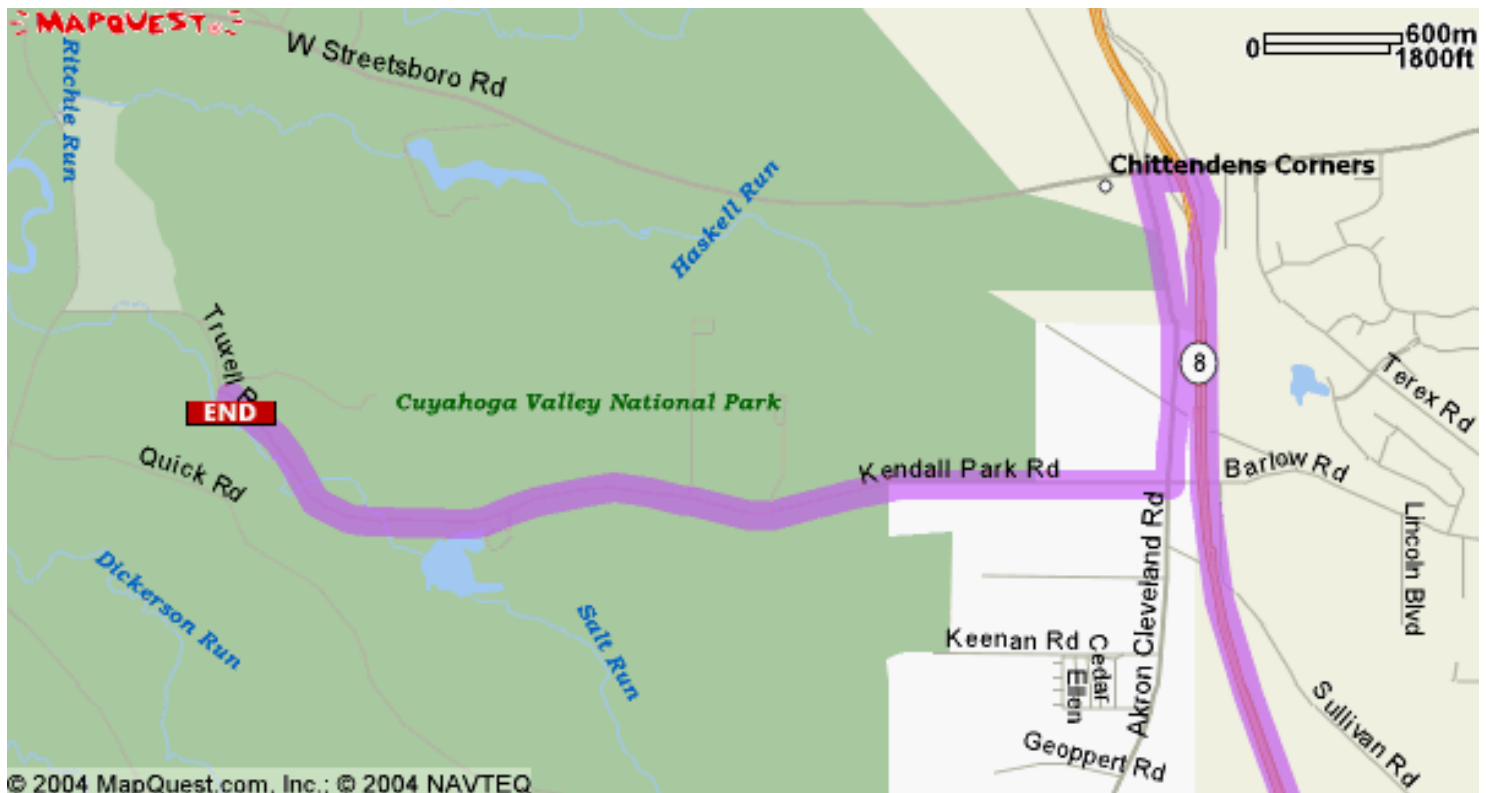 MAPQUEST
600m
0
1800ft
W Streetsboro Rd
Ritchie Run
Chittendens Corners
Haskell Run
Truxell R
8
Terex Rd
END
Cuyahoga Valley National Park
Quick Rd
Kendall Park Rd
Barlow Rd
Akron Cleveland Rd
Lincoln Blvd
Dickerson Run
Salt Run
Keenan Rd
Cedar
Ellen
Sullivan Rd
Geoppert Rd
© 2004 MapQuest.com, Inc.; © 2004 NAVTEQ